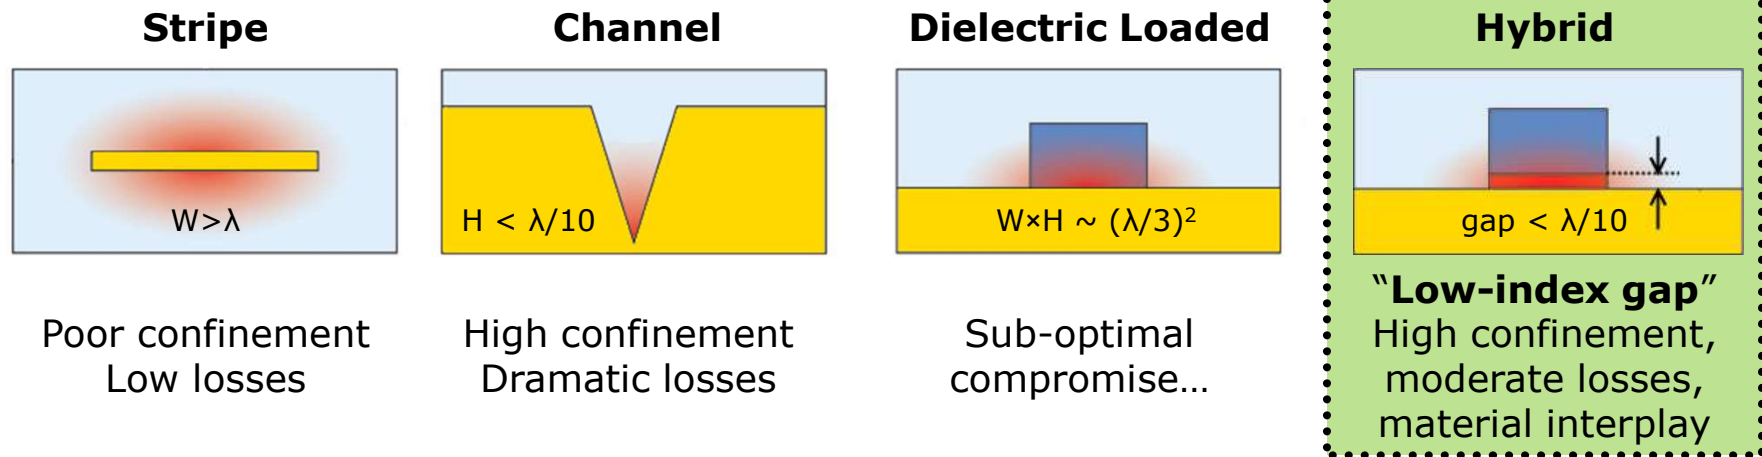 Stripe
W>λ
Poor confinement
Low losses
Channel
H < λ/10
High confinement
Dramatic losses
Dielectric Loaded
W×H ~ (λ/3)²
Sub-optimal
compromise…
Hybrid
gap < λ/10
“Low-index gap”
High confinement,
moderate losses,
material interplay